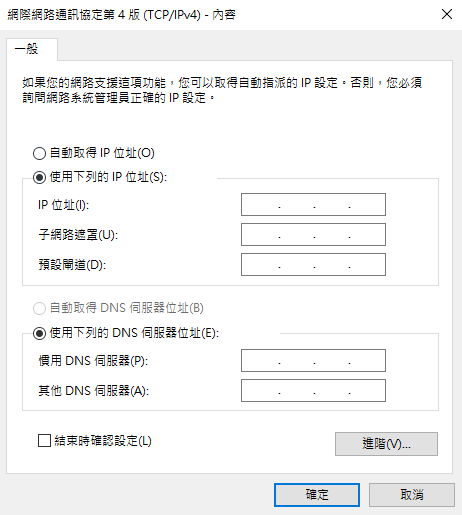 網際網路通訊協定第 4 版 (TCP/IPv4) - 內容
一般
如果您的網路支援這項功能，您可以取得自動指派的 IP 設定。否則，您必須
詢問網路系統管理員正確的 IP 設定。
自動取得 IP 位址(O)
使用下列的 IP 位址(S):
IP 位址(I):
子網路遮罩(U):
預設閘道(D):
自動取得 DNS 伺服器位址(B)
使用下列的 DNS 伺服器位址(E):
慣用 DNS 伺服器(P):
其他 DNS 伺服器(A):
結束時確認設定(L)
進階(V)...
確定
取消